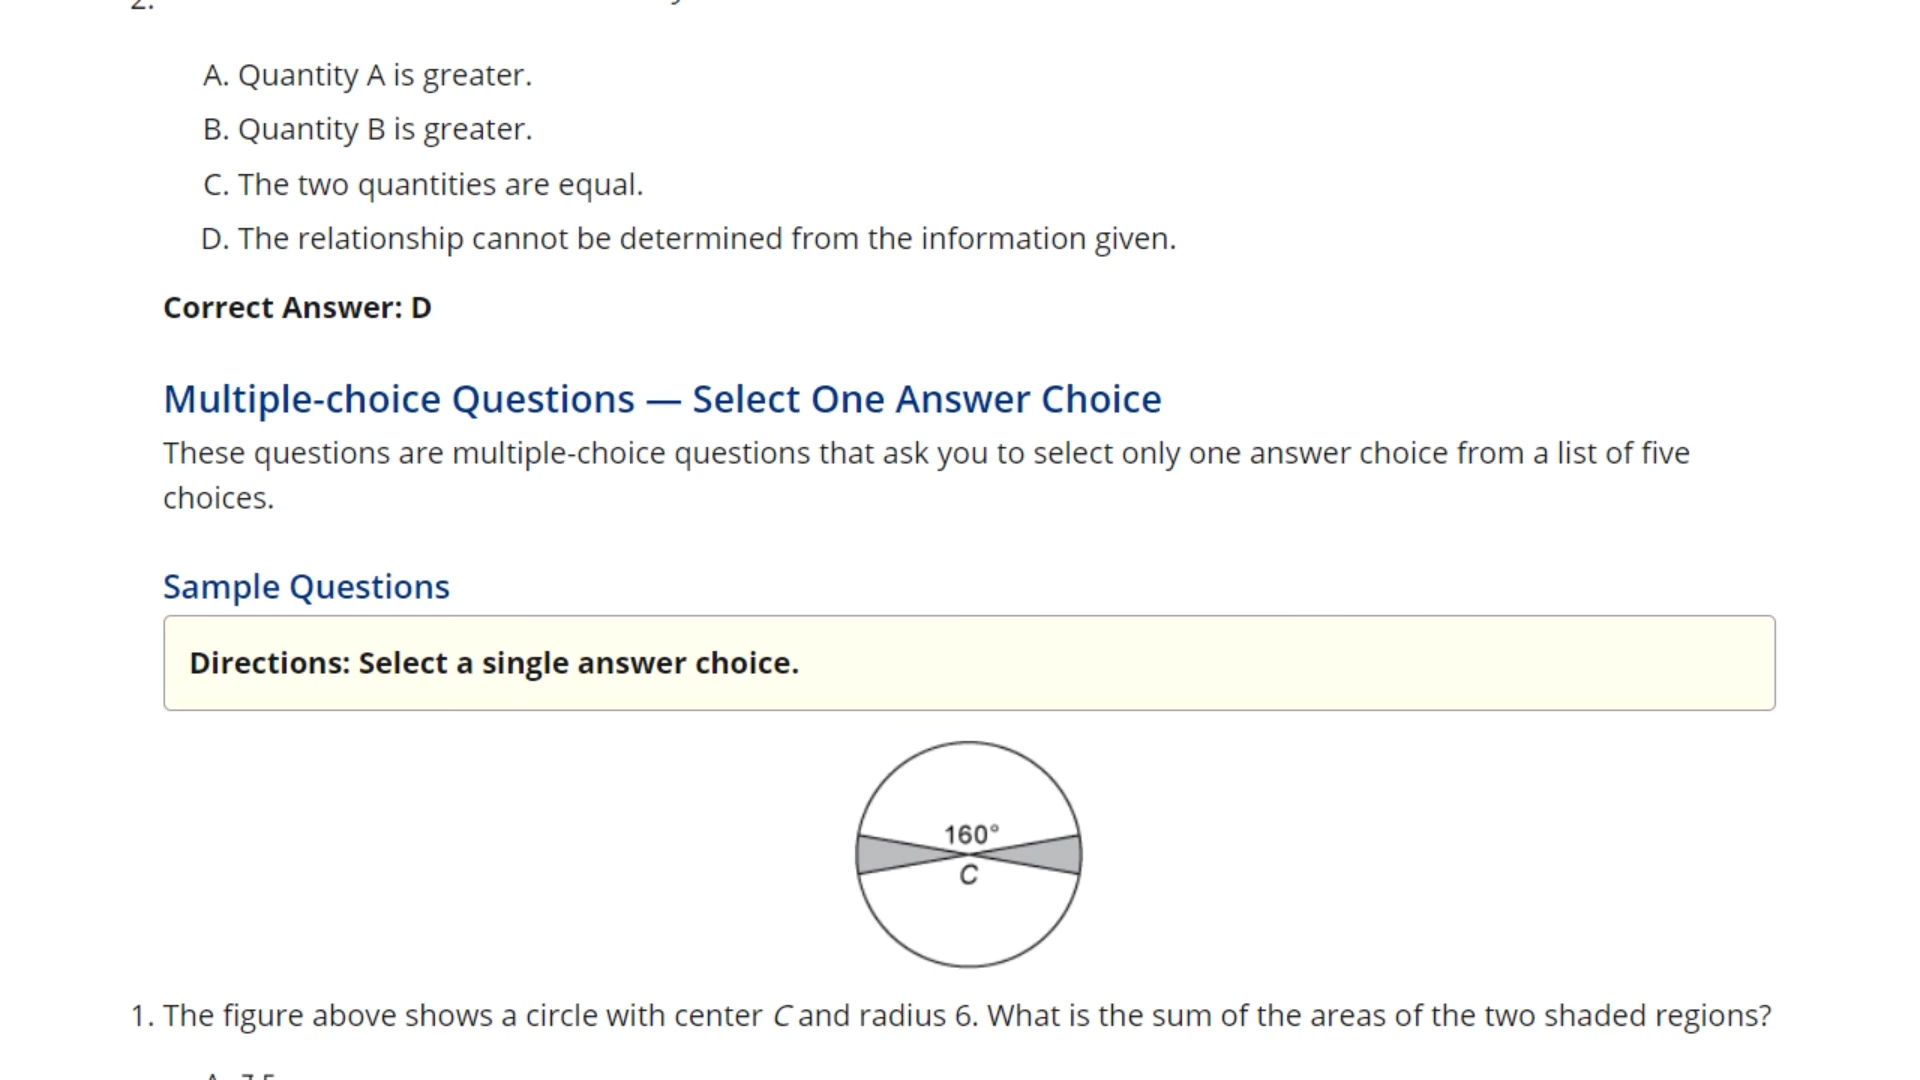 2.
A. Quantity A is greater.
B. Quantity B is greater.
C. The two quantities are equal.
D. The relationship cannot be determined from the information given.
Correct Answer: D
Multiple-choice Questions — Select One Answer Choice
These questions are multiple-choice questions that ask you to select only one answer choice from a list of five
choices.
Sample Questions
Directions: Select a single answer choice.
160°
C
1. The figure above shows a circle with center C and radius 6. What is the sum of the areas of the two shaded regions?